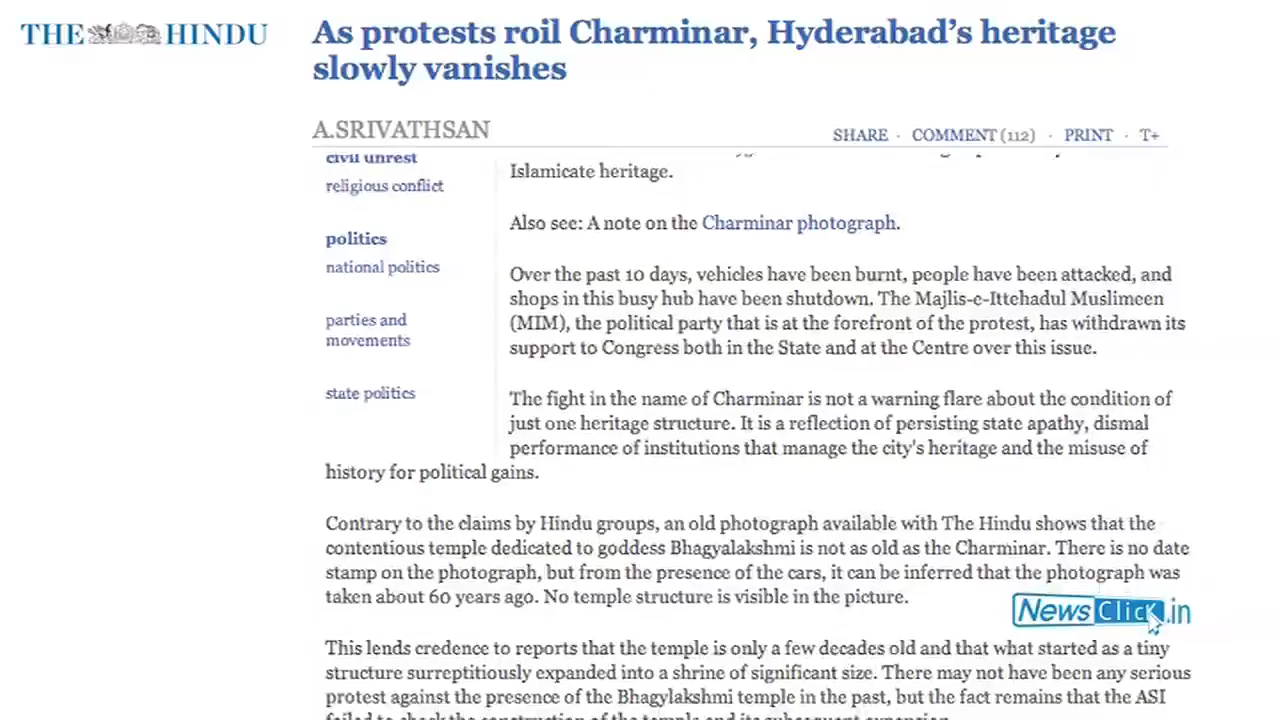 THE HINDU
As protests roil Charminar, Hyderabad's heritage
slowly vanishes
A.SRIVATHSAN
SHARE · COMMENT (112) · PRINT · T+
civil unrest
religious conflict
politics
national politics
parties and
movements
state politics
Islamicate heritage.
Also see: A note on the Charminar photograph.
Over the past 10 days, vehicles have been burnt, people have been attacked, and
shops in this busy hub have been shutdown. The Majlis-e-Ittehadul Muslimeen
(MIM), the political party that is at the forefront of the protest, has withdrawn its
support to Congress both in the State and at the Centre over this issue.
The fight in the name of Charminar is not a warning flare about the condition of
just one heritage structure. It is a reflection of persisting state apathy, dismal
performance of institutions that manage the city's heritage and the misuse of
history for political gains.
Contrary to the claims by Hindu groups, an old photograph available with The Hindu shows that the
contentious temple dedicated to goddess Bhagyalakshmi is not as old as the Charminar. There is no date
stamp on the photograph, but from the presence of the cars, it can be inferred that the photograph was
taken about 60 years ago. No temple structure is visible in the picture.
NewsClick.in
This lends credence to reports that the temple is only a few decades old and that what started as a tiny
structure surreptitiously expanded into a shrine of significant size. There may not have been any serious
protest against the presence of the Bhagylakshmi temple in the past, but the fact remains that the ASI
failed to check the construction of the temple and its subsequent expansion.